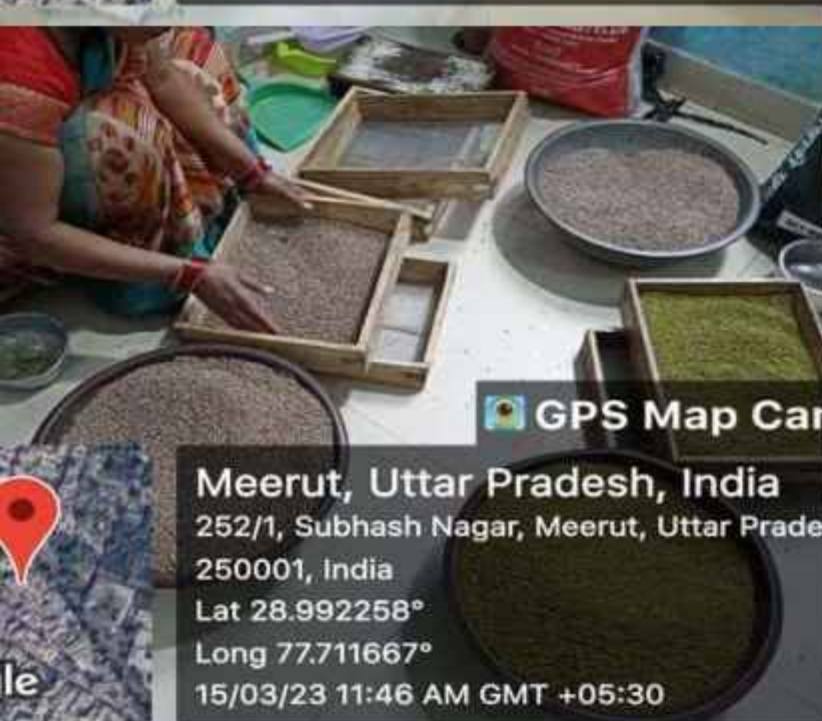 GPS Map Cam
Meerut, Uttar Pradesh, India
252/1, Subhash Nagar, Meerut, Uttar Prade
250001, India
Lat 28.992258°
Long 77.711667°
15/03/23 11:46 AM GMT +05:30
le